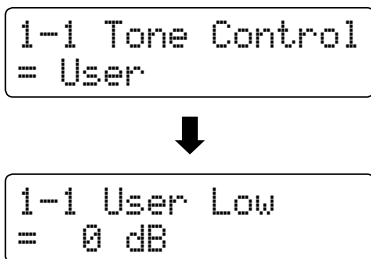 1-1 Tone Control
= User
1-1 User Low
=  0 dB